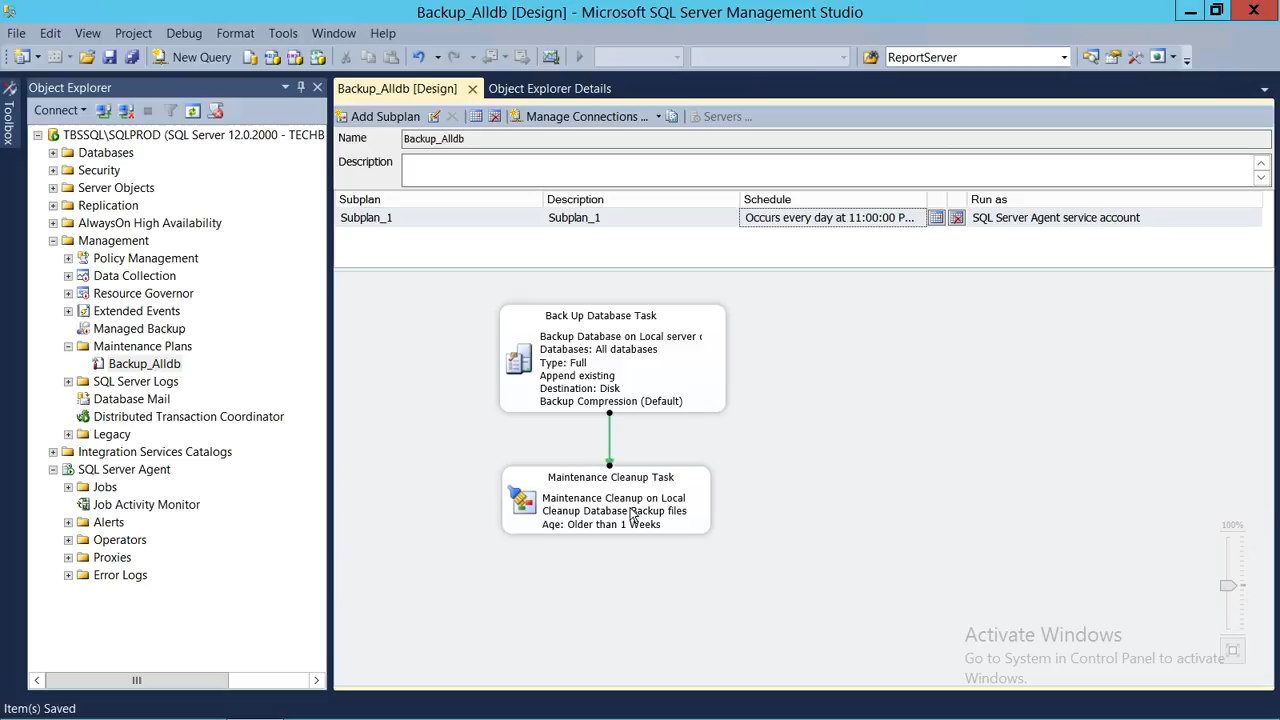 Backup_Alldb [Design] - Microsoft SQL Server Management Studio
File Edit View Project Debug Format Tools Window Help
New Query
ReportServer
Toolbox
Object Explorer
Connect
TBSSQL\SQLPROD (SQL Server 12.0.2000 - TECHB
Databases
Security
Server Objects
Replication
AlwaysOn High Availability
Management
Policy Management
Data Collection
Resource Governor
Extended Events
Managed Backup
Maintenance Plans
Backup_Alldb
SQL Server Logs
Database Mail
Distributed Transaction Coordinator
Legacy
Integration Services Catalogs
SQL Server Agent
Jobs
Job Activity Monitor
Alerts
Operators
Proxies
Error Logs
Backup_Alldb [Design]
Object Explorer Details
Add Subplan
Manage Connections ...
Servers ...
Name
Backup_Alldb
Description
Subplan Description Schedule Run as
Subplan_1 Subplan_1 Occurs every day at 11:00:00 P... SQL Server Agent service account
Back Up Database Task
Backup Database on Local server c
Databases: All databases
Type: Full
Append existing
Destination: Disk
Backup Compression (Default)
Maintenance Cleanup Task
Maintenance Cleanup on Local
Cleanup Database Backup files
Age: Older than 1 Weeks
100%
Activate Windows
Go to System in Control Panel to activate
Windows.
Item(s) Saved